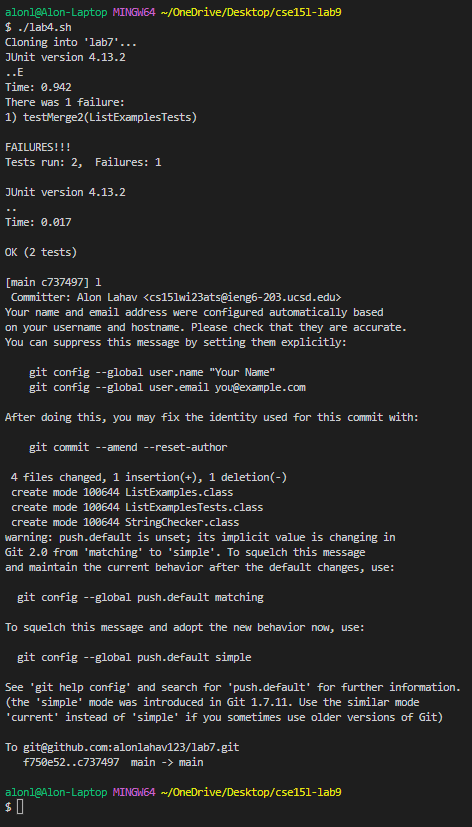 alonl@Alon-Laptop MINGW64 ~/OneDrive/Desktop/cse15l-lab9
$ ./lab4.sh
Cloning into 'lab7'...
JUnit version 4.13.2
..E
Time: 0.942
There was 1 failure:
1) testMerge2(ListExamplesTests)
FAILURES!!!
Tests run: 2,  Failures: 1
JUnit version 4.13.2
..
Time: 0.017
OK (2 tests)
[main c737497] l
 Committer: Alon Lahav <cs15lwi23ats@ieng6-203.ucsd.edu>
Your name and email address were configured automatically based
on your username and hostname. Please check that they are accurate.
You can suppress this message by setting them explicitly:
    git config --global user.name "Your Name"
    git config --global user.email you@example.com
After doing this, you may fix the identity used for this commit with:
    git commit --amend --reset-author
 4 files changed, 1 insertion(+), 1 deletion(-)
 create mode 100644 ListExamples.class
 create mode 100644 ListExamplesTests.class
 create mode 100644 StringChecker.class
warning: push.default is unset; its implicit value is changing in
Git 2.0 from 'matching' to 'simple'. To squelch this message
and maintain the current behavior after the default changes, use:
  git config --global push.default matching
To squelch this message and adopt the new behavior now, use:
  git config --global push.default simple
See 'git help config' and search for 'push.default' for further information.
(the 'simple' mode was introduced in Git 1.7.11. Use the similar mode
'current' instead of 'simple' if you sometimes use older versions of Git)
To git@github.com:alonlahav123/lab7.git
   f750e52..c737497  main -> main
alonl@Alon-Laptop MINGW64 ~/OneDrive/Desktop/cse15l-lab9
$